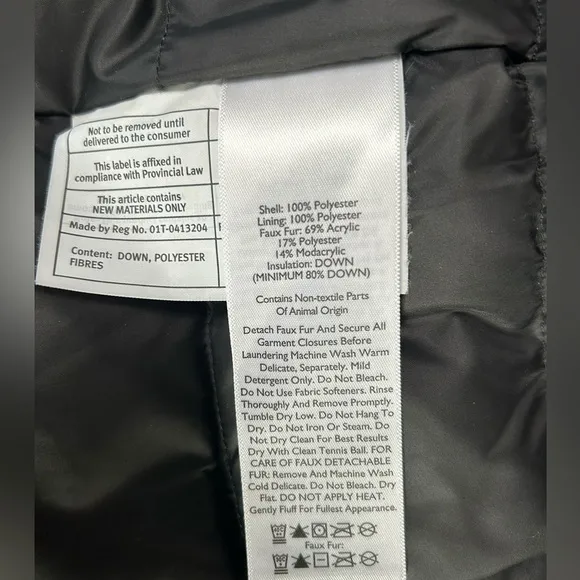 Not to be removed until
delivered to the consumer
This label is affixed in
compliance with Provincial Law
This article contains
NEW MATERIALS ONLY
Made by Reg No. 01T-0413204
Content: DOWN, POLYESTER
FIBRES
Shell: 100% Polyester
Lining: 100% Polyester
Faux Fur: 69% Acrylic
17% Polyester
14% Modacrylic
Insulation: DOWN
(MINIMUM 80% DOWN)
Contains Non-textile Parts
Of Animal Origin
Detach Faux Fur And Secure All
Garment Closures Before
Laundering Machine Wash Warm
Delicate, Separately. Mild
Detergent Only. Do Not Bleach.
Do Not Use Fabric Softeners. Rinse
Thoroughly And Remove Promptly.
Tumble Dry Low. Do Not Hang To
Dry. Do Not Iron Or Steam. Do
Not Dry Clean For Best Results
Dry With Clean Tennis Ball. FOR
CARE OF FAUX DETACHABLE
FUR: Remove And Machine Wash
Cold Delicate. Do Not Bleach. Dry
Flat. DO NOT APPLY HEAT.
Gently Fluff For Fullest Appearance.
Faux Fur: